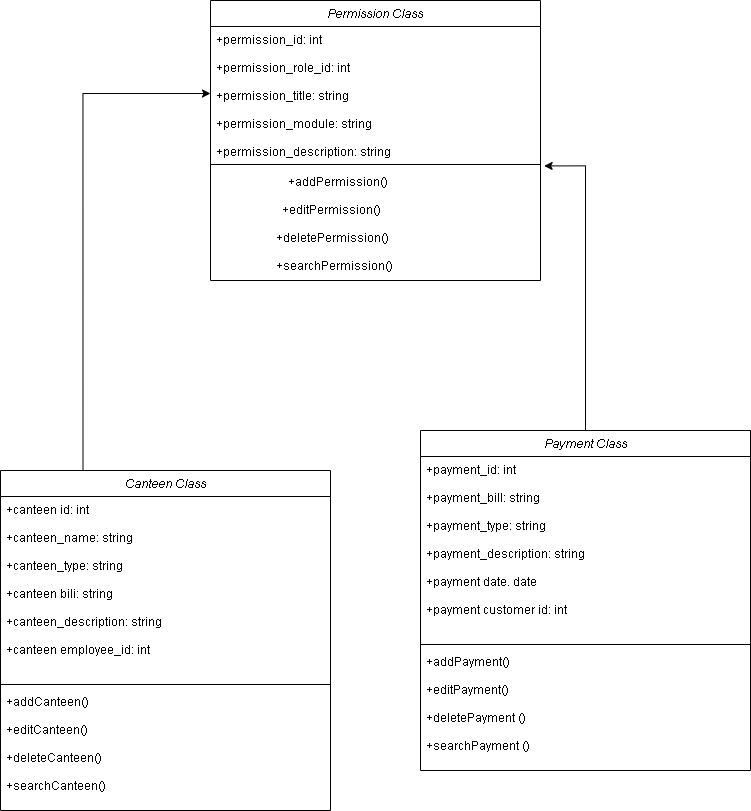 Permission Class
+permission_id: int
+permission_role_id: int
+permission_title: string
+permission_module: string
+permission_description: string
+addPermission()
+editPermission()
+deletePermission()
+searchPermission()
Payment Class
+payment_id: int
+payment_bill: string
+payment_type: string
+payment_description: string
+payment date. date
+payment customer id: int
+addPayment()
+editPayment()
+deletePayment ()
+searchPayment ()
Canteen Class
+canteen id: int
+canteen_name: string
+canteen_type: string
+canteen bili: string
+canteen_description: string
+canteen employee_id: int
+addCanteen()
+editCanteen()
+deleteCanteen()
+searchCanteen()